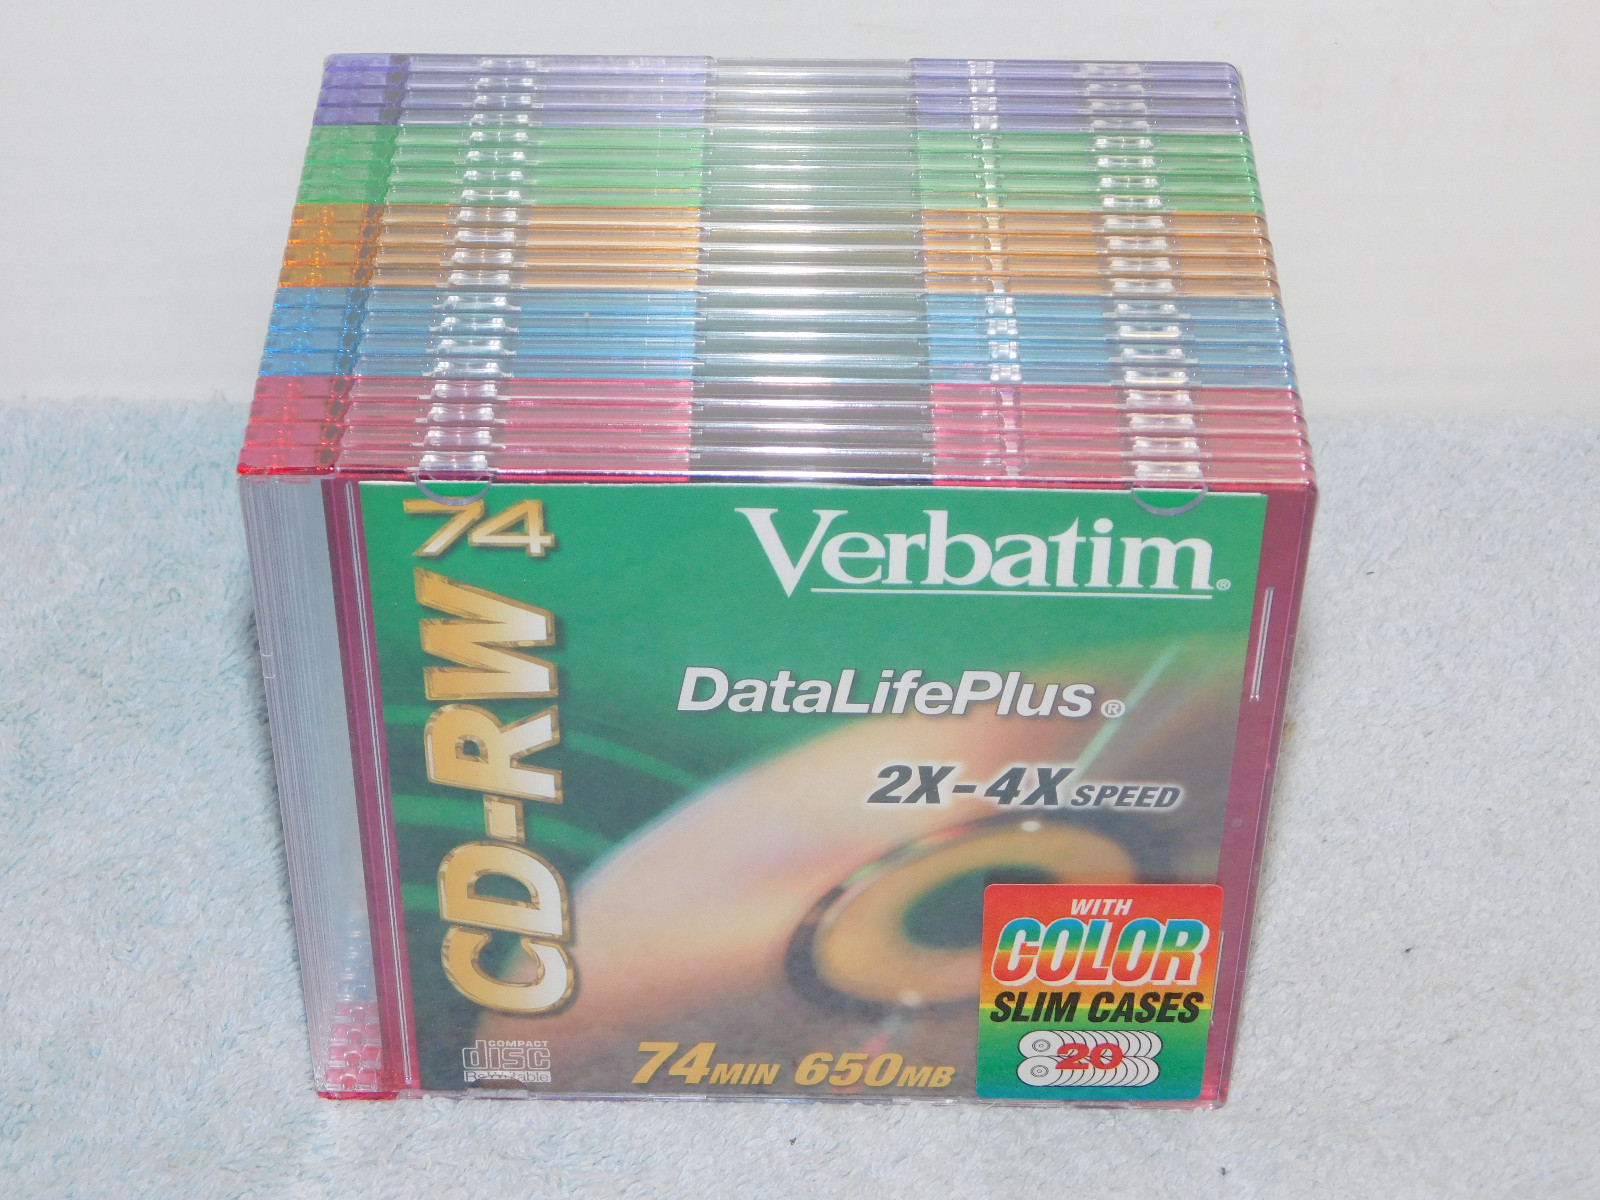 Verbatim®
DataLifePlus®
2X-4X SPEED
CD-RW 74
WITH
COLOR
SLIM CASES
20
COMPACT
disc
ReWritable
74MIN 650MB